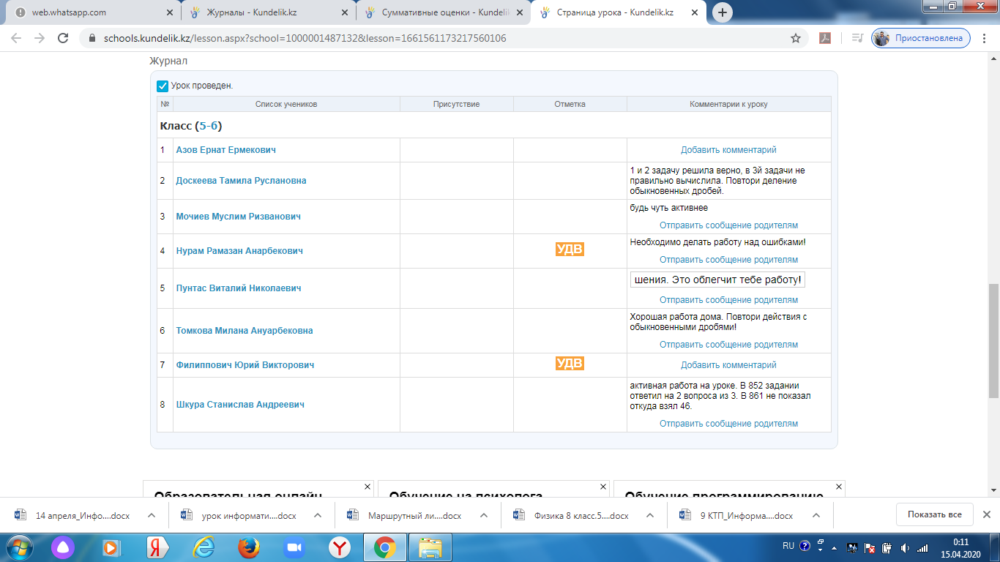 web.whatsapp.com
Журналы - Kundelik.kz
Суммативные оценки - Kundelik
Страница урока - Kundelik.kz
schools.kundelik.kz/lesson.aspx?school=1000001487132&lesson=1661561173217560106
Приостановлена
Журнал
Урок проведен.
№ Список учеников Присутствие Отметка Комментарии к уроку
Класс (5-б)
1 Азов Ернат Ермекович Добавить комментарий
2 Доскеева Тамила Руслановна
1 и 2 задачу решила верно, в 3й задачи не
правильно вычислила. Повтори деление
обыкновенных дробей.
3 Мочиев Муслим Ризванович
будь чуть активнее
Отправить сообщение родителям
4 Нурам Рамазан Анарбекович УДВ
Необходимо делать работу над ошибками!
Отправить сообщение родителям
5 Пунтас Виталий Николаевич
шения. Это облегчит тебе работу!
Отправить сообщение родителям
6 Томкова Милана Ануарбековна
Хорошая работа дома. Повтори действия с
обыкновенными дробями!
Отправить сообщение родителям
7 Филиппович Юрий Викторович УДВ Добавить комментарий
8 Шкура Станислав Андреевич
активная работа на уроке. В 852 задании
ответил на 2 вопроса из 3. В 861 не показал
откуда взял 46.
Отправить сообщение родителям
Образовательная онлайн
Обучение на психолога
Обучение программированию
14 апреля_Инфо....docx
урок информати....docx
Маршрутный ли....docx
Физика 8 класс.5....docx
9 КТП_Информа....docx
Показать все
RU
0:11
15.04.2020